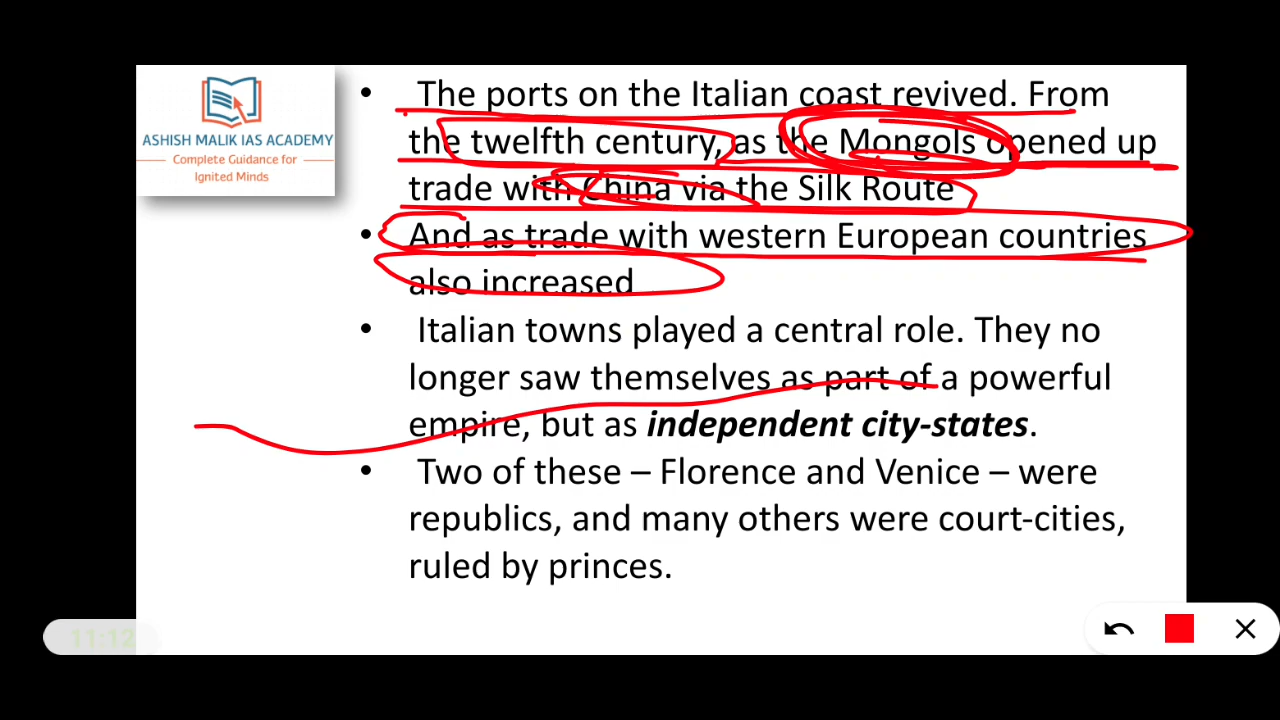 ASHISH MALIK IAS ACADEMY
Complete Guidance for
Ignited Minds
• The ports on the Italian coast revived. From
the twelfth century, as the Mongols opened up
trade with China via the Silk Route
• And as trade with western European countries
also increased
• Italian towns played a central role. They no
longer saw themselves as part of a powerful
empire, but as independent city-states.
• Two of these – Florence and Venice – were
republics, and many others were court-cities,
ruled by princes.
11:12